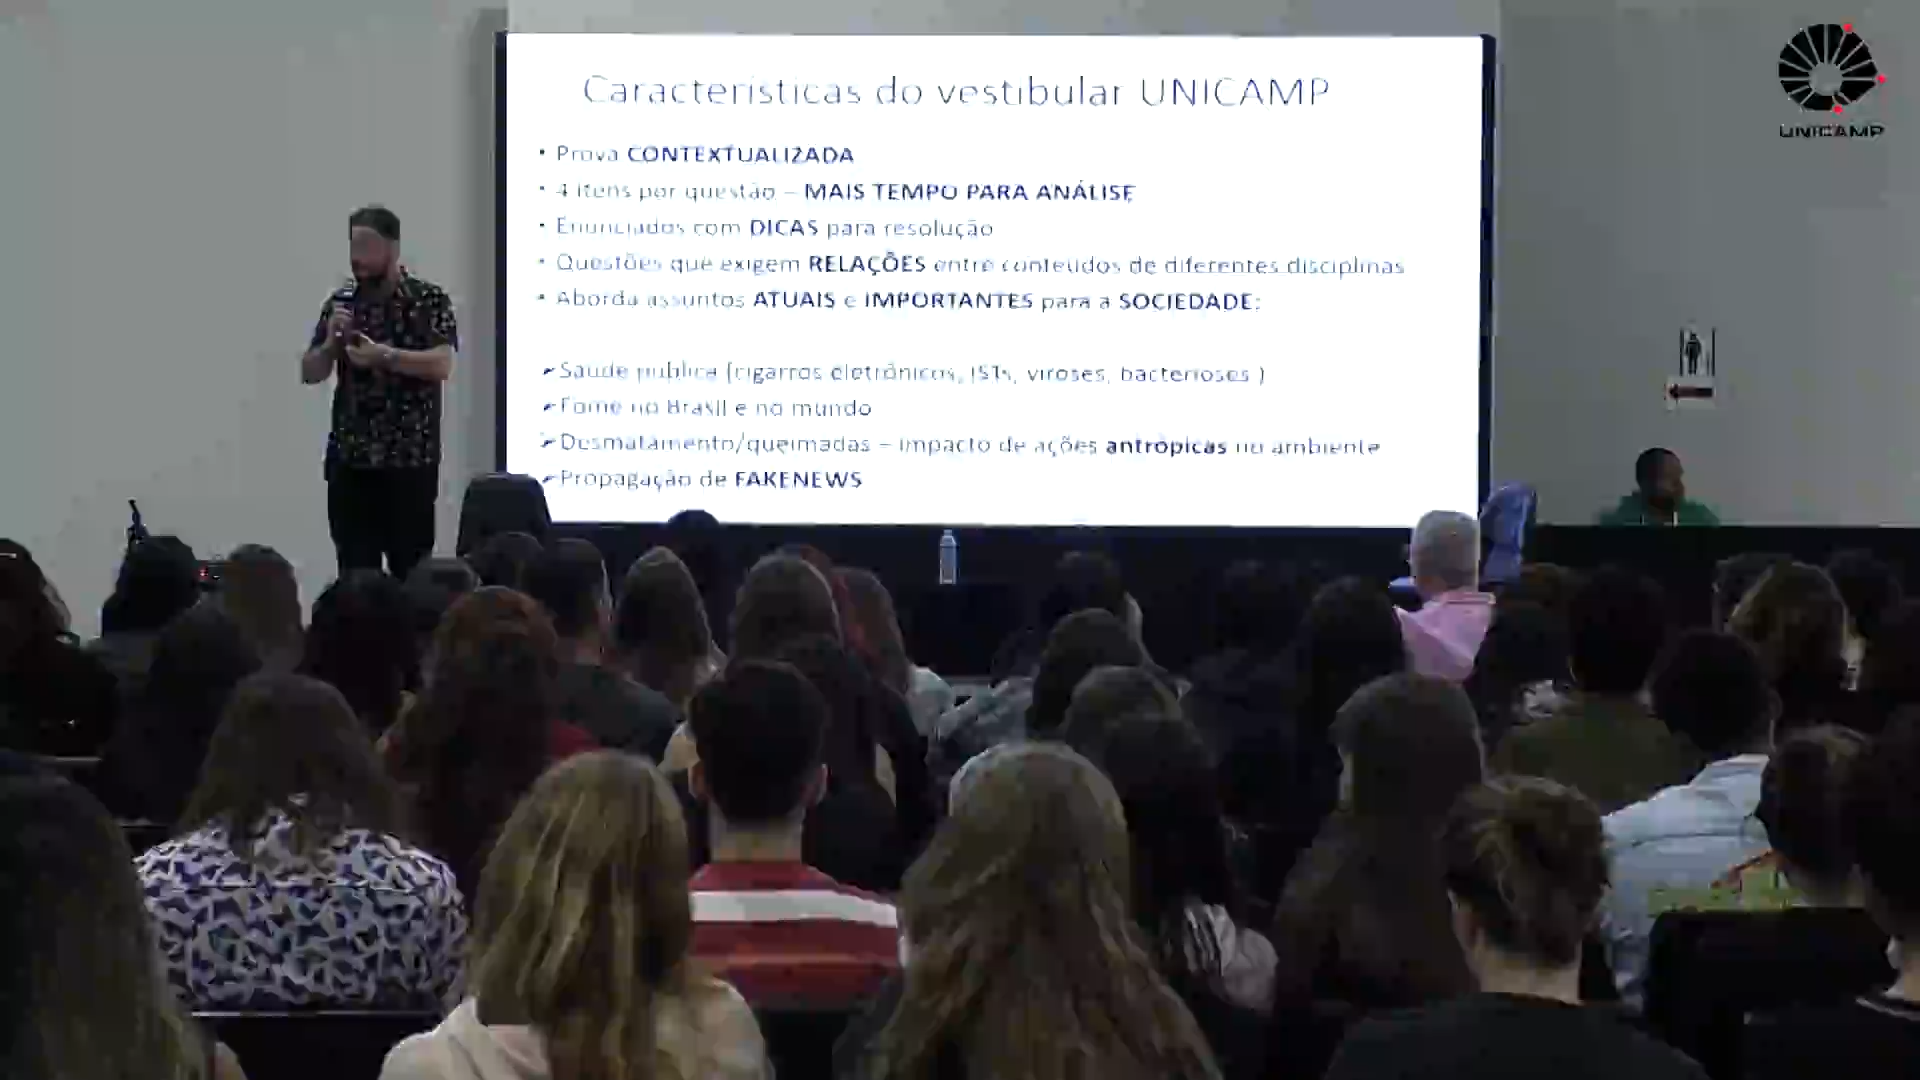 Características do vestibular UNICAMP
• Prova CONTEXTUALIZADA
• 4 itens por questão – MAIS TEMPO PARA ANÁLISE
• Enunciados com DICAS para resolução
• Questões que exigem RELAÇÕES entre conteúdos de diferentes disciplinas
• Aborda assuntos ATUAIS e IMPORTANTES para a SOCIEDADE:
➢Saúde pública (cigarros eletrônicos, ISTs, viroses, bacterioses )
➢Fome no Brasil e no mundo
➢Desmatamento/queimadas – impacto de ações antrópicas no ambiente
➢Propagação de FAKENEWS
UNICAMP